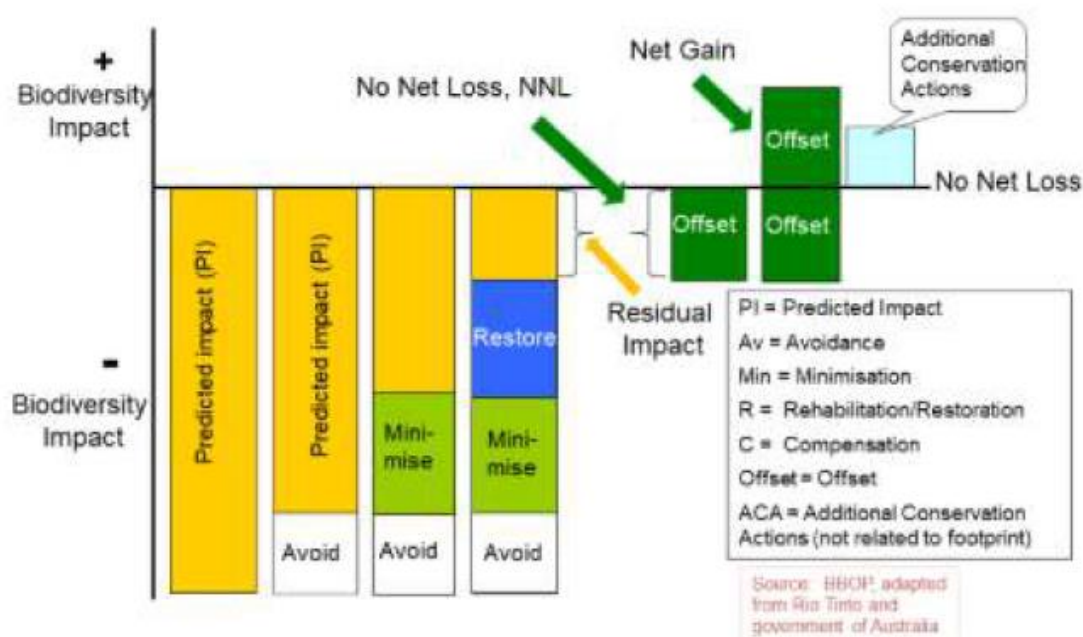 +
Biodiversity
Impact
-
Biodiversity
Impact
Predicted impact (PI)
Predicted impact (PI)
Avoid
Mini-
mise
Avoid
Restore
Mini-
mise
Avoid
No Net Loss, NNL
Residual
Impact
Offset
Net Gain
Offset
Offset
Additional
Conservation
Actions
No Net Loss
PI = Predicted Impact
Av = Avoidance
Min = Minimisation
R = Rehabilitation/Restoration
C = Compensation
Offset = Offset
ACA = Additional Conservation
Actions (not related to footprint)
Source: BBOP, adapted
from Rio Tinto and
government of Australia